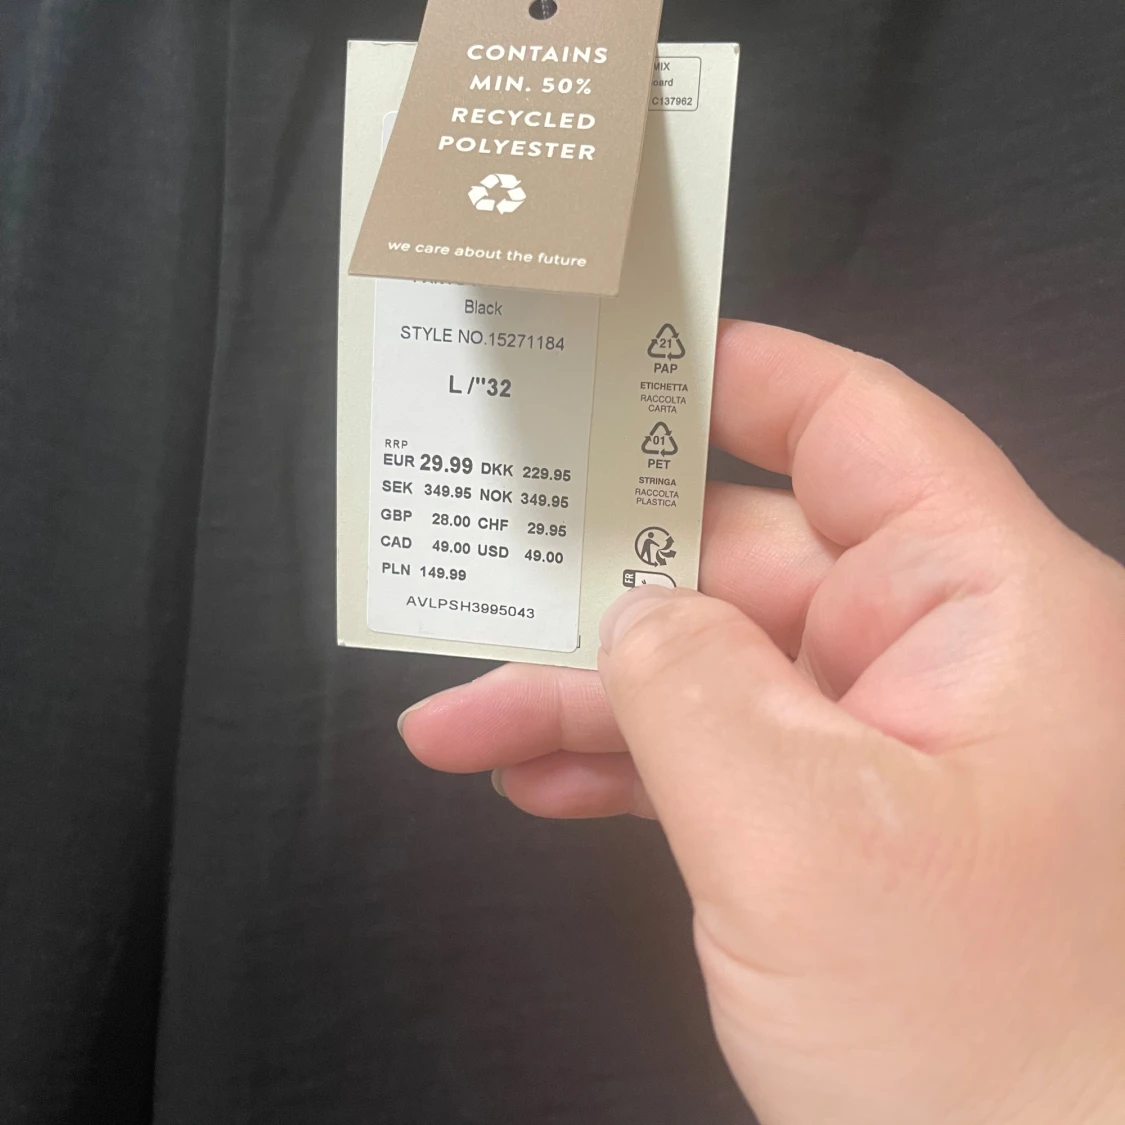 CONTAINS
MIN. 50%
RECYCLED
POLYESTER
we care about the future
MIX
C137962
Black
STYLE NO.15271184
L /"32
RRP
EUR 29.99 DKK 229.95
SEK 349.95 NOK 349.95
GBP 28.00 CHF 29.95
CAD 49.00 USD 49.00
PLN 149.99
AVLPSH3995043
21
PAP
ETICHETTA
RACCOLTA
CARTA
01
PET
STRINGA
RACCOLTA
PLASTICA
FR